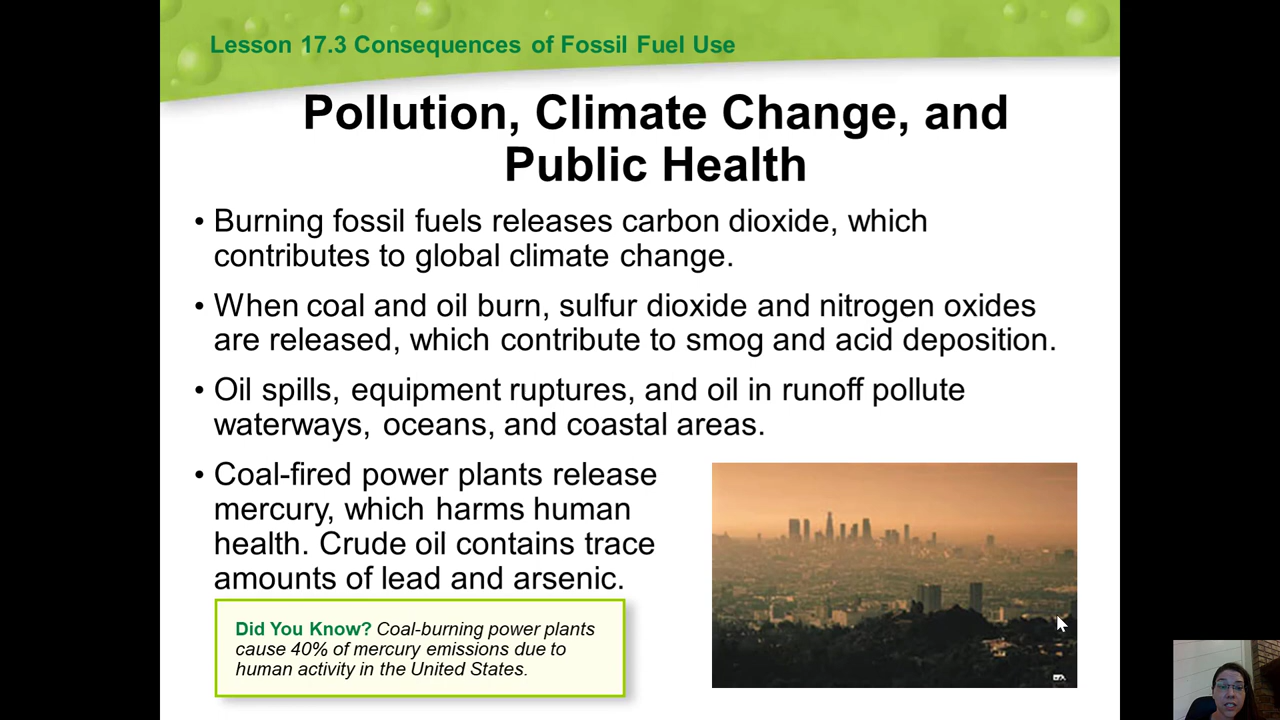 Lesson 17.3 Consequences of Fossil Fuel Use
Pollution, Climate Change, and
Public Health
• Burning fossil fuels releases carbon dioxide, which
contributes to global climate change.
• When coal and oil burn, sulfur dioxide and nitrogen oxides
are released, which contribute to smog and acid deposition.
• Oil spills, equipment ruptures, and oil in runoff pollute
waterways, oceans, and coastal areas.
• Coal-fired power plants release
mercury, which harms human
health. Crude oil contains trace
amounts of lead and arsenic.
Did You Know? Coal-burning power plants
cause 40% of mercury emissions due to
human activity in the United States.